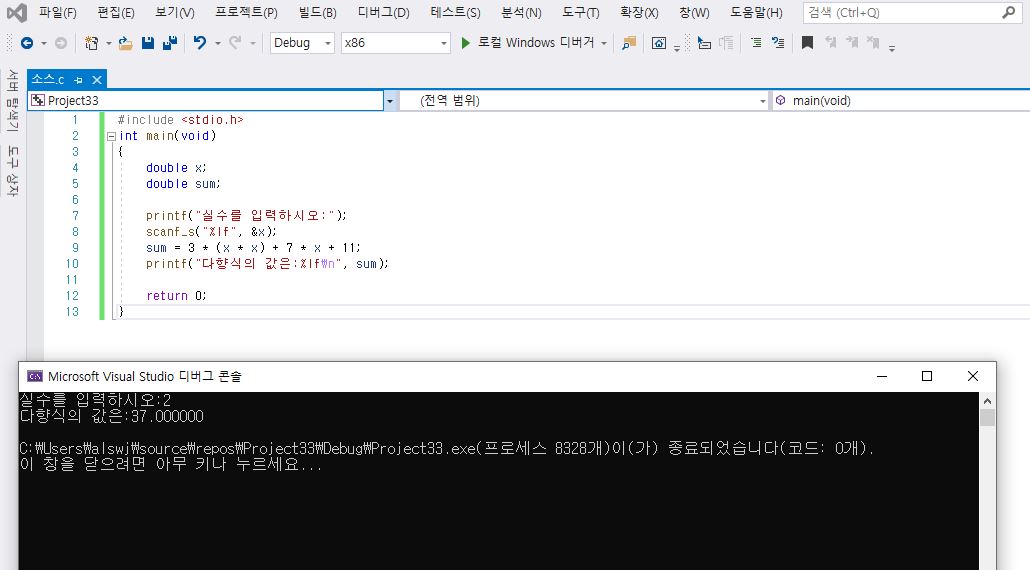 파일(F) 편집(E) 보기(V) 프로젝트(P) 빌드(B) 디버그(D) 테스트(S) 분석(N) 도구(T) 확장(X) 창(W) 도움말(H) 검색 (Ctrl+Q)
Debug x86 로컬 Windows 디버거
서버 탐색기
도구 상자
소스.c
Project33 (전역 범위) main(void)
1 #include <stdio.h>
2 int main(void)
3 {
4 double x;
5 double sum;
6
7 printf("실수를 입력하시오:");
8 scanf_s("%lf", &x);
9 sum = 3 * (x * x) + 7 * x + 11;
10 printf("다향식의 값은:%lf₩n", sum);
11
12 return 0;
13 }
C:\ Microsoft Visual Studio 디버그 콘솔
실수를 입력하시오:2
다향식의 값은:37.000000
C:₩Users₩alswj₩source₩repos₩Project33₩Debug₩Project33.exe(프로세스 8328개)이(가) 종료되었습니다(코드: 0개).
이 창을 닫으려면 아무 키나 누르세요...